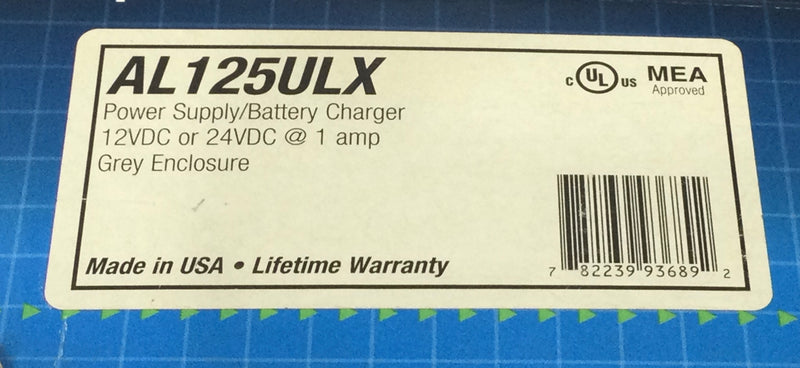 AL125ULX
Power Supply/Battery Charger
12VDC or 24VDC @ 1 amp
Grey Enclosure
C UL US MEA
Approved
Made in USA • Lifetime Warranty
7 82239 93689 2